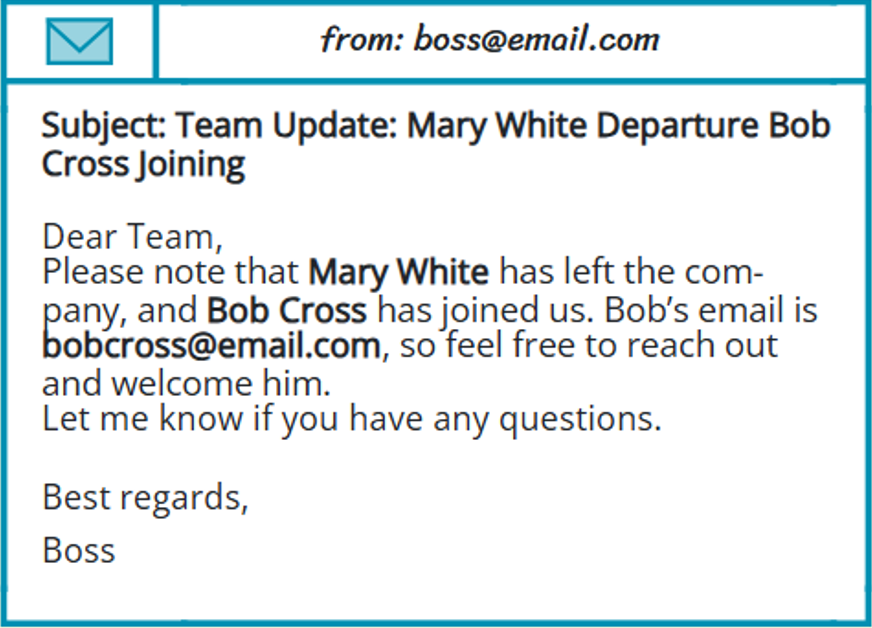 from: boss@email.com
Subject: Team Update: Mary White Departure Bob
Cross Joining
Dear Team,
Please note that Mary White has left the com-
pany, and Bob Cross has joined us. Bob’s email is
bobcross@email.com, so feel free to reach out
and welcome him.
Let me know if you have any questions.
Best regards,
Boss